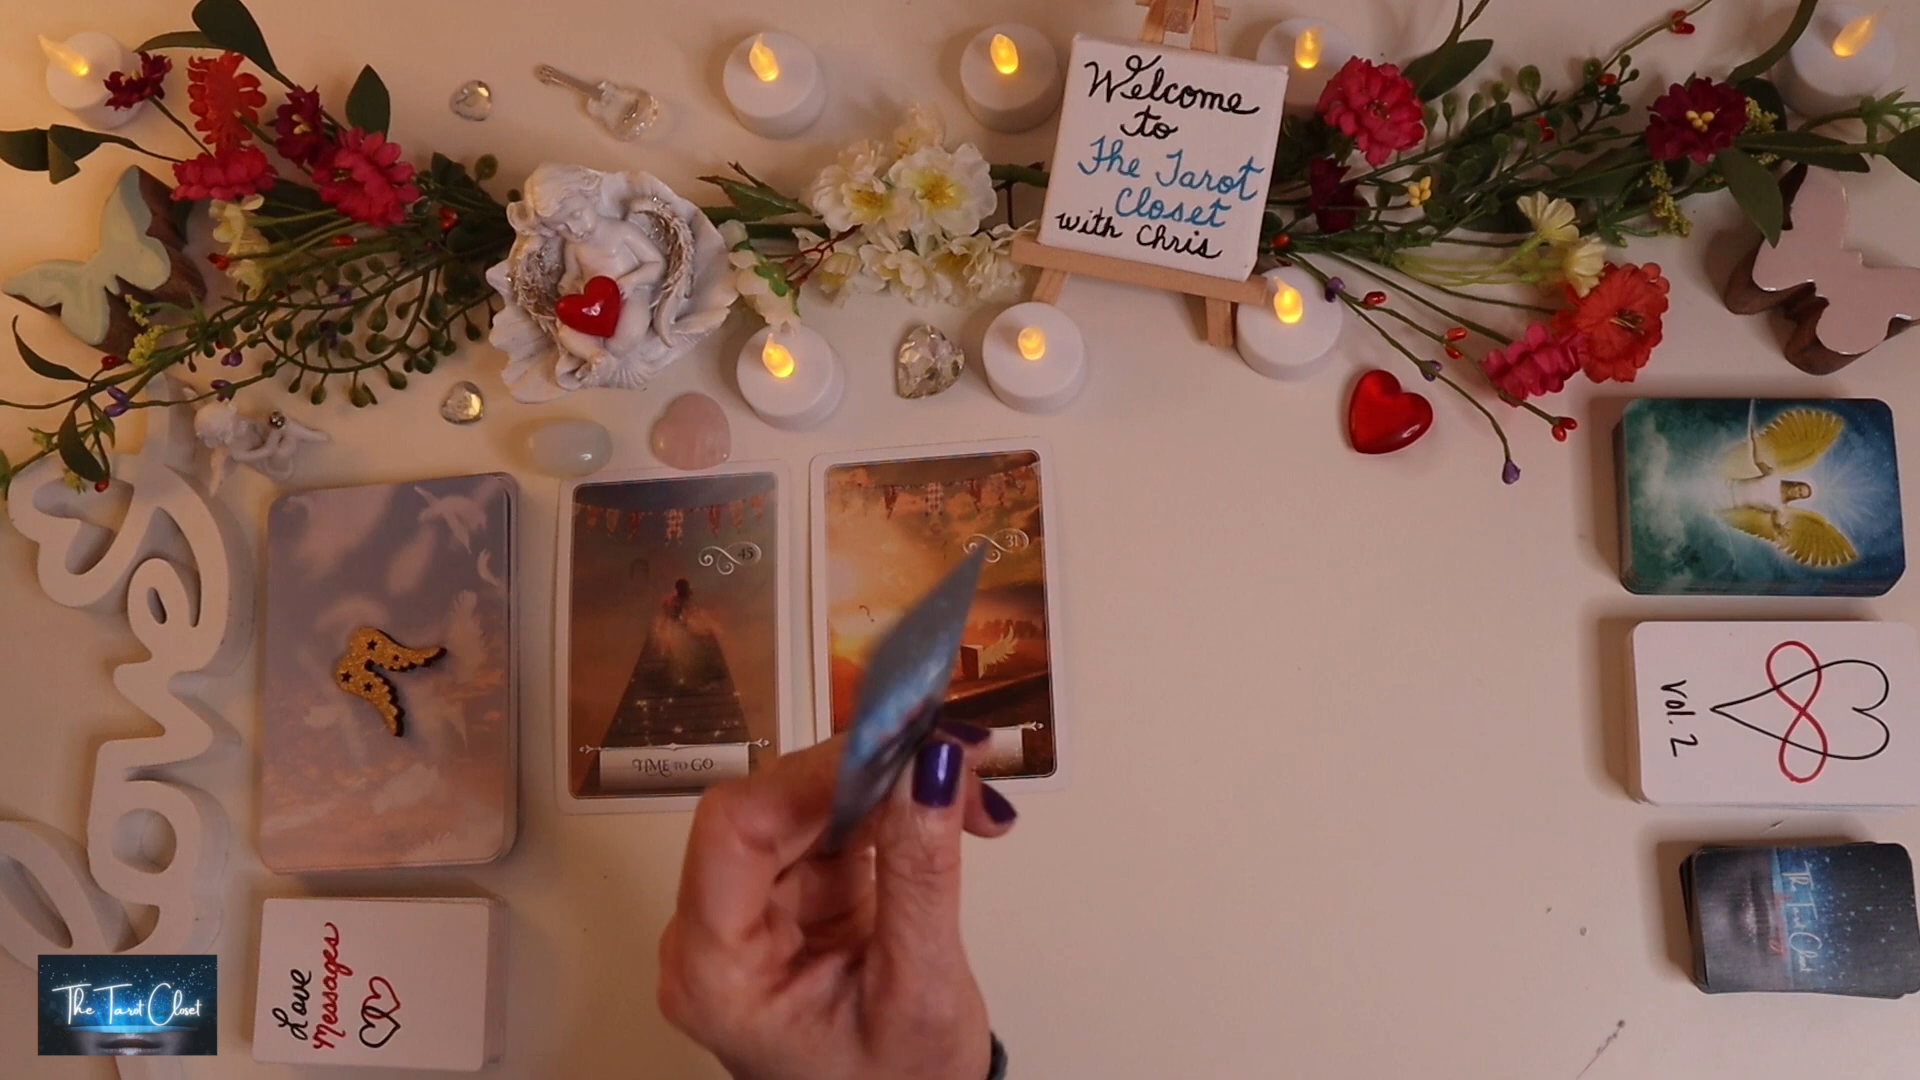 Welcome
to
The Tarot
Closet
with Chris
45
31
TIME TO GO
Vol. 2
The Tarot Closet
Love
Messages
The Tarot Closet